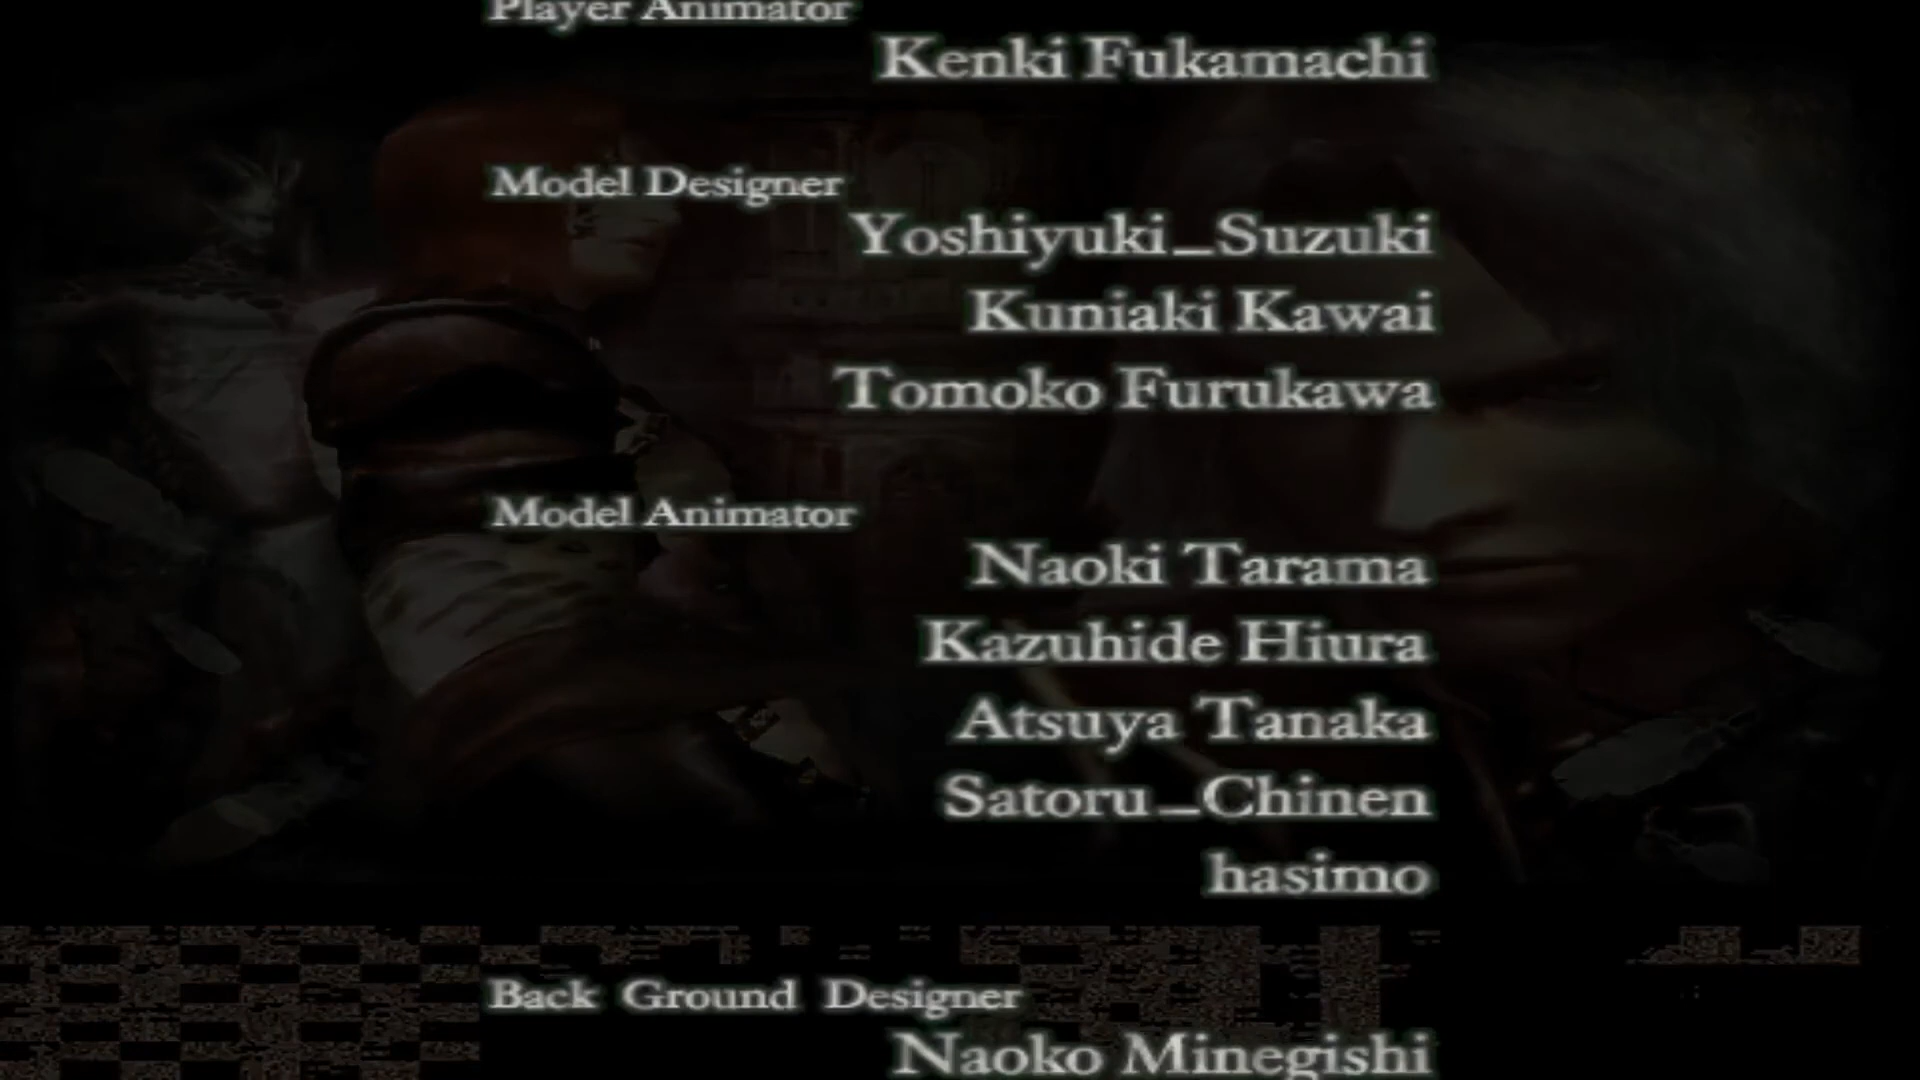 Player Animator
Kenki Fukamachi
Model Designer
Yoshiyuki_Suzuki
Kuniaki Kawai
Tomoko Furukawa
Model Animator
Naoki Tarama
Kazuhide Hiura
Atsuya Tanaka
Satoru_Chinen
hasimo
Back Ground Designer
Naoko Minegishi